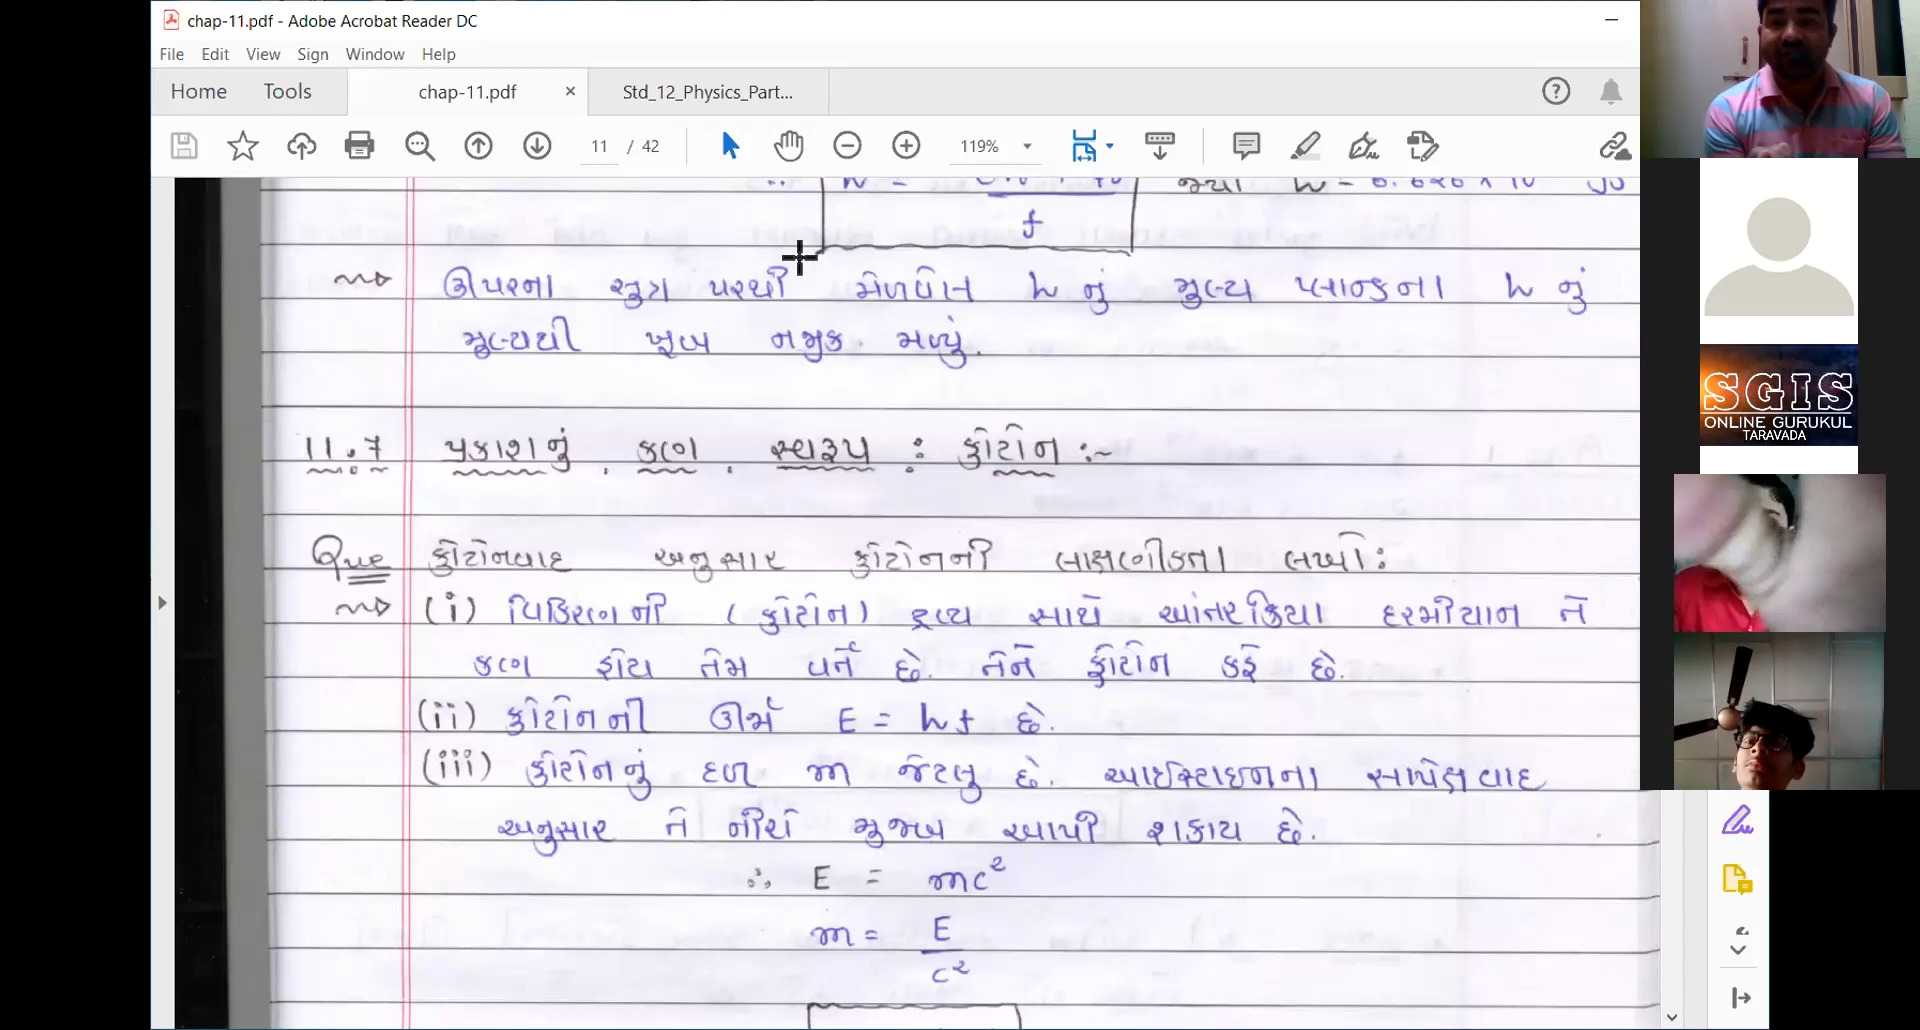 chap-11.pdf - Adobe Acrobat Reader DC
File Edit View Sign Window Help
Home Tools chap-11.pdf × Std_12_Physics_Part...
11 / 42 119%
f
ઊપરના સુત્ર પરથી મેળવેલ h નું મુલ્ય પ્લાન્કના h નું
મુલ્યથી ખૂબ નજીક મળ્યું.
11.7 પ્રકાશનું કણ સ્વરૂપ : ફોટોન :-
Que ફોટોનવાદ અનુસાર ફોટોનની લાક્ષણીકતા લખો :
(i) વિકિરણની (ફોટોન) દ્રવ્ય સાથે આંતરક્રિયા દરમીયાન તે
કણ હોય તેમ વર્તે છે. તેને ફોટોન કહે છે.
(ii) ફોટોનની ઊર્જા E = hf છે.
(iii) ફોટોનનું દળ m જેટલુ છે. આઈન્સ્ટાઇનના સાપેક્ષવાદ
અનુસાર તે નીચે મુજબ આપી શકાય છે.
∴ E = mc²
m = E
c²
SGIS
ONLINE GURUKUL
TARAVADA